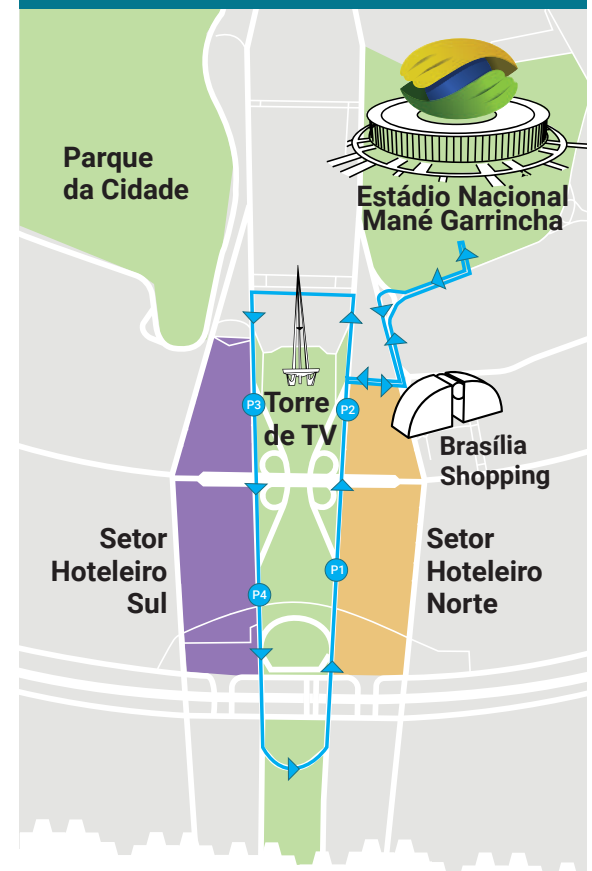 Parque
da Cidade
Estádio Nacional
Mané Garrincha
P3
Torre
de TV
P2
Brasília
Shopping
Setor
Hoteleiro
Sul
Setor
Hoteleiro
Norte
P1
P4